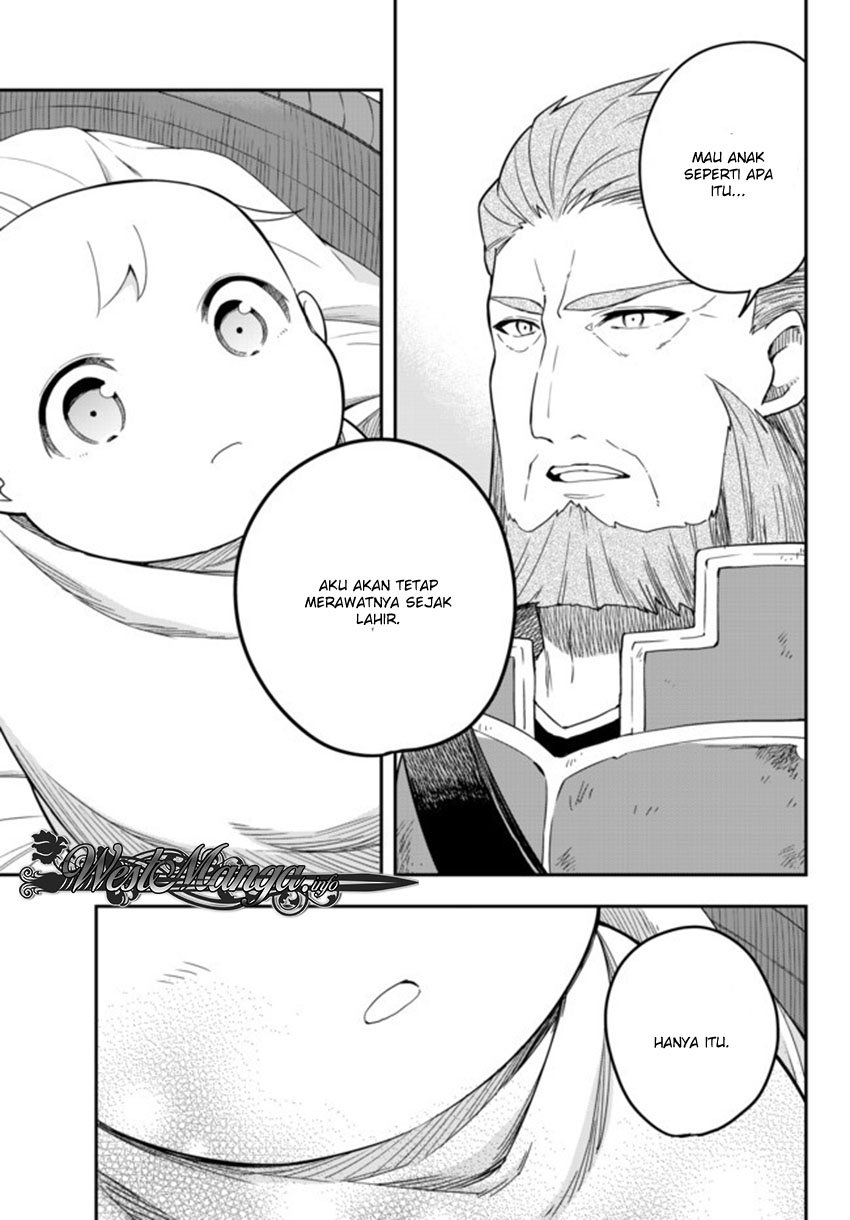 MAU ANAK
SEPERTI APA
ITU...
AKU AKAN TETAP
MERAWATNYA SEJAK
LAHIR.
WestManga.info
HANYA ITU.